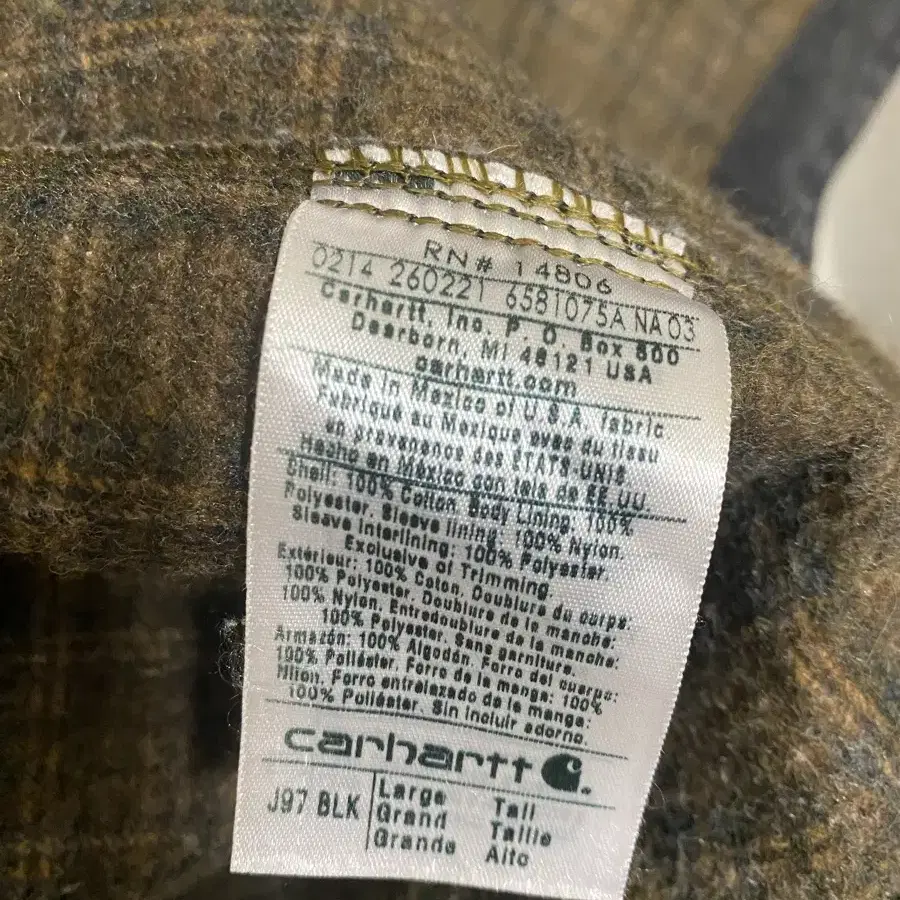 RN# 14806
0214 260221 6581075A NA 03
Carhartt, Inc. P. O. Box 600
Dearborn, MI 48121 USA
carhartt.com
Made in Mexico of U.S.A. fabric
Fabriqué au Mexique avec du tissu
en provenance des ÉTATS-UNIS
Hecho en México con tela de EE.UU.
Shell: 100% Cotton, Body Lining: 100%
Polyester. Sleeve lining: 100% Nylon.
Sleeve interlining: 100% Polyester.
Exclusive of Trimming
Extérieur: 100% Coton, Doublure du corps:
100% Polyester. Doublure de la manche:
100% Nylon, Entredoublure de la manche:
100% Polyester. Sans garniture.
Armazón: 100% Algodón, Forro del cuerpo:
100% Poliéster. Forro de la manga: 100%
Nilon. Forro entrelazado de la manga:
100% Poliéster. Sin incluir adorno.
carhartt
J97 BLK Large Tall
Grand Taille
Grande Alto